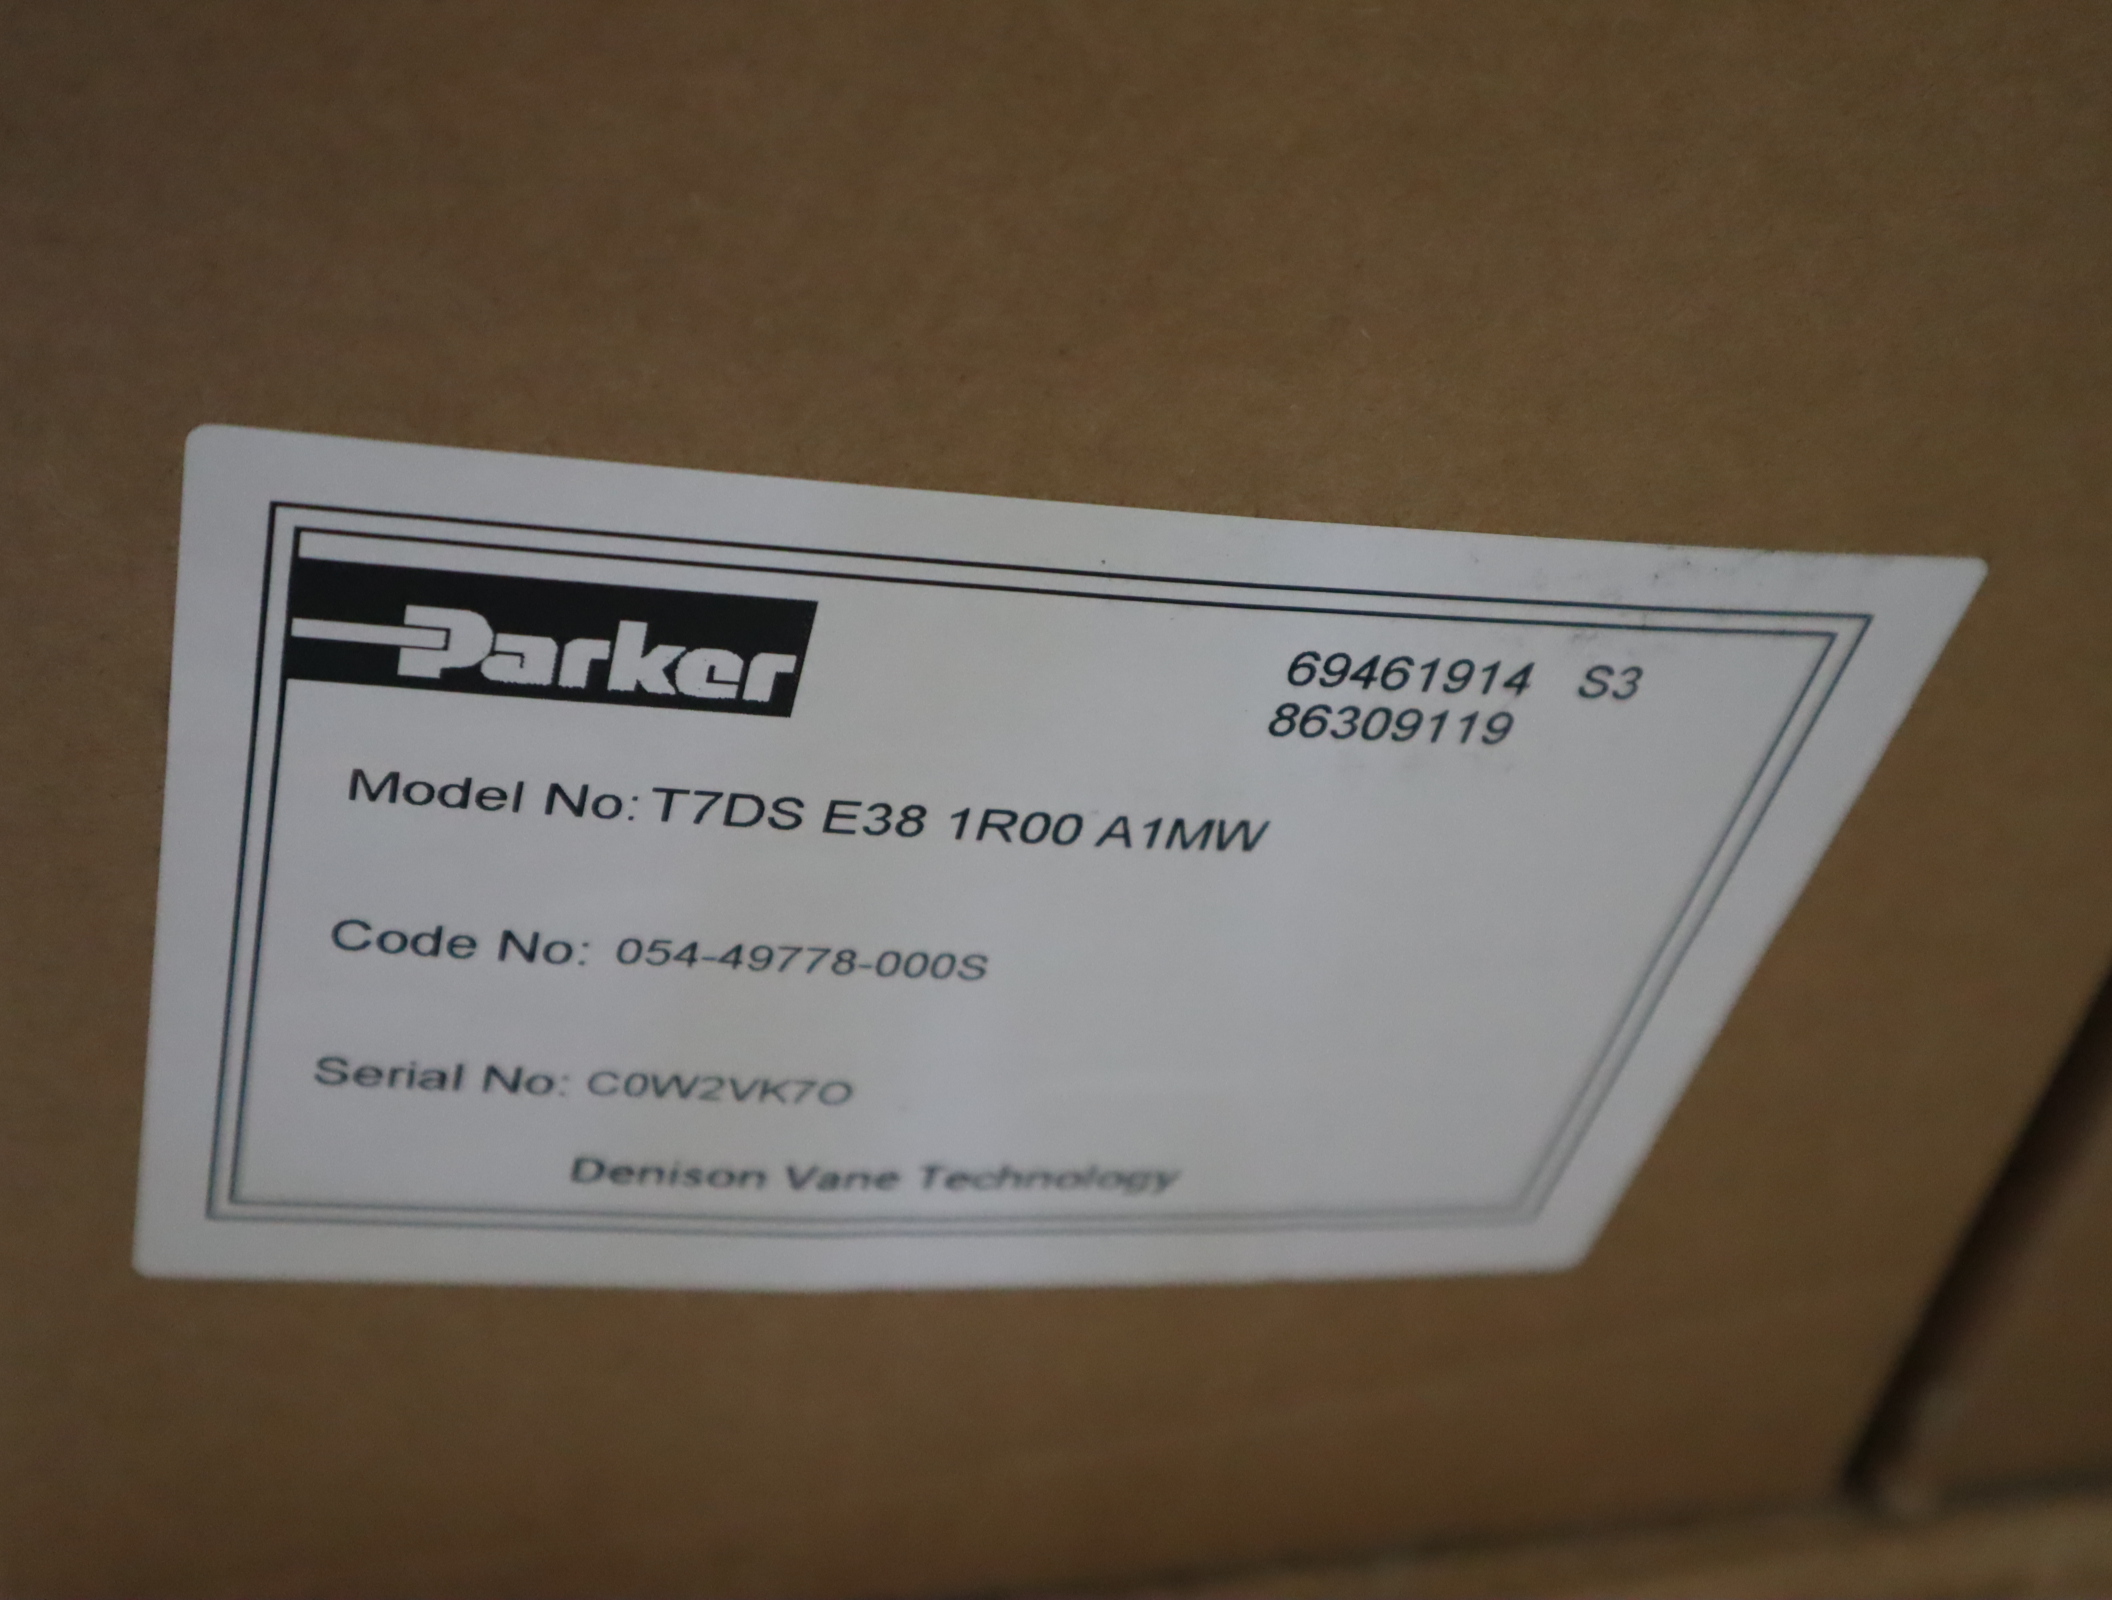 Parker
69461914 S3
86309119
Model No: T7DS E38 1R00 A1MW
Code No: 054-49778-000S
Serial No: C0W2VK7O
Denison Vane Technology